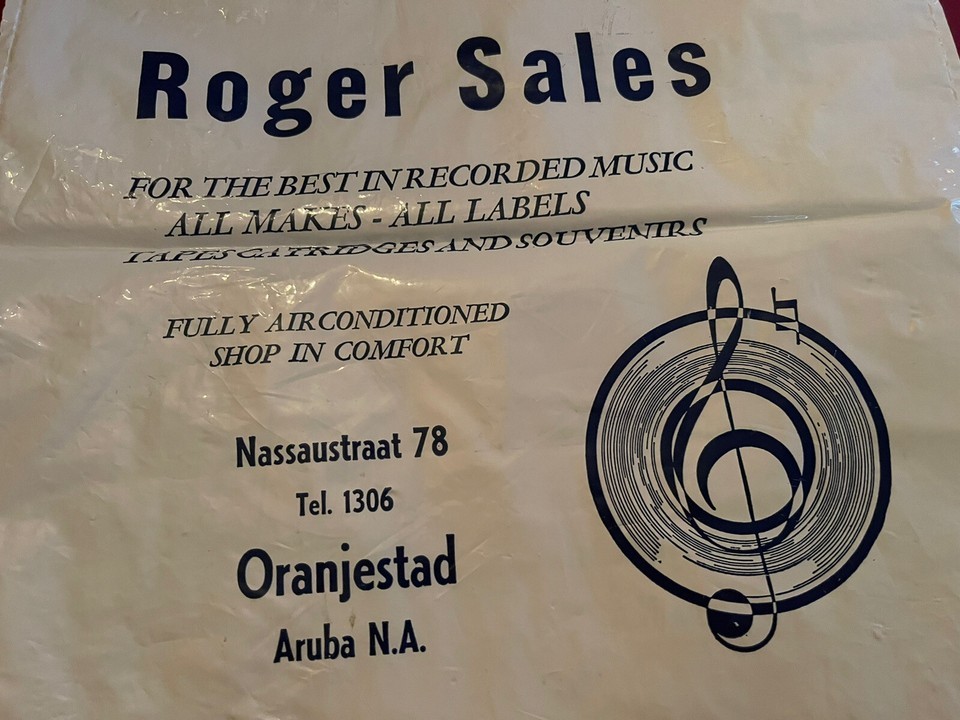 Roger Sales
FOR THE BEST IN RECORDED MUSIC
ALL MAKES - ALL LABELS
TAPES CATRIDGES AND SOUVENIRS
FULLY AIRCONDITIONED
SHOP IN COMFORT
Nassaustraat 78
Tel. 1306
Oranjestad
Aruba N.A.